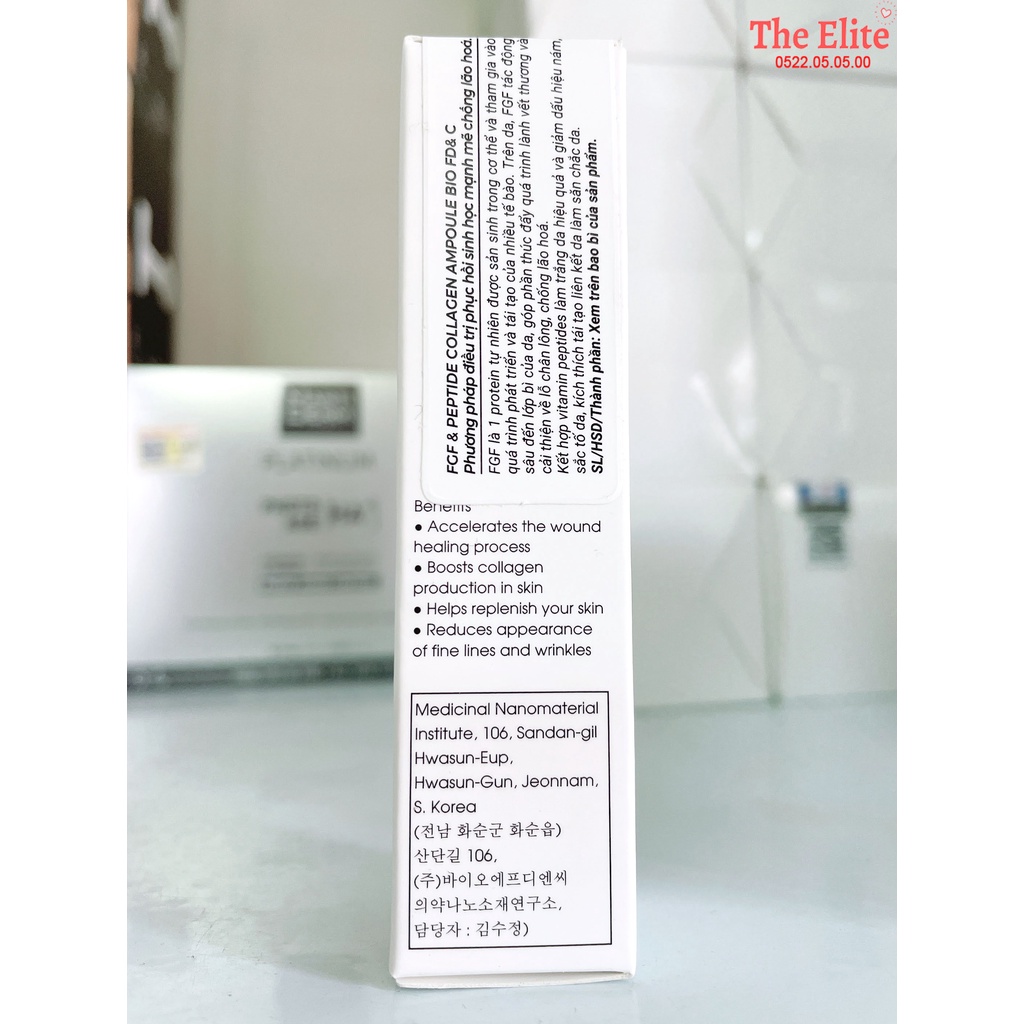 The Elite
0522.05.05.00
FGF & PEPTIDE COLLAGEN AMPOULE BIO FD& C
Phương pháp điều trị phục hồi sinh học mạnh mẽ chống lão hoá.
FGF là 1 protein tự nhiên được sản sinh trong cơ thể và tham gia vào
quá trình phát triển và tái tạo của nhiều tế bào. Trên da, FGF tác động
sâu đến lớp bì của da, góp phần thúc đẩy quá trình lành vết thương và
cải thiện về lỗ chân lông, chống lão hoá.
Kết hợp vitamin peptides làm trắng da hiệu quả và giảm dấu hiệu nám,
sắc tố da, kích thích tái tạo liên kết da làm săn chắc da.
SL/HSD/Thành phần: Xem trên bao bì của sản phẩm.
Benefits
● Accelerates the wound
healing process
● Boosts collagen
production in skin
● Helps replenish your skin
● Reduces appearance
of fine lines and wrinkles
Medicinal Nanomaterial
Institute, 106, Sandan-gil
Hwasun-Eup,
Hwasun-Gun, Jeonnam,
S. Korea
(전남 화순군 화순읍)
산단길 106,
(주)바이오에프디엔씨
의약나노소재연구소,
담당자 : 김수정)
PLATINUM